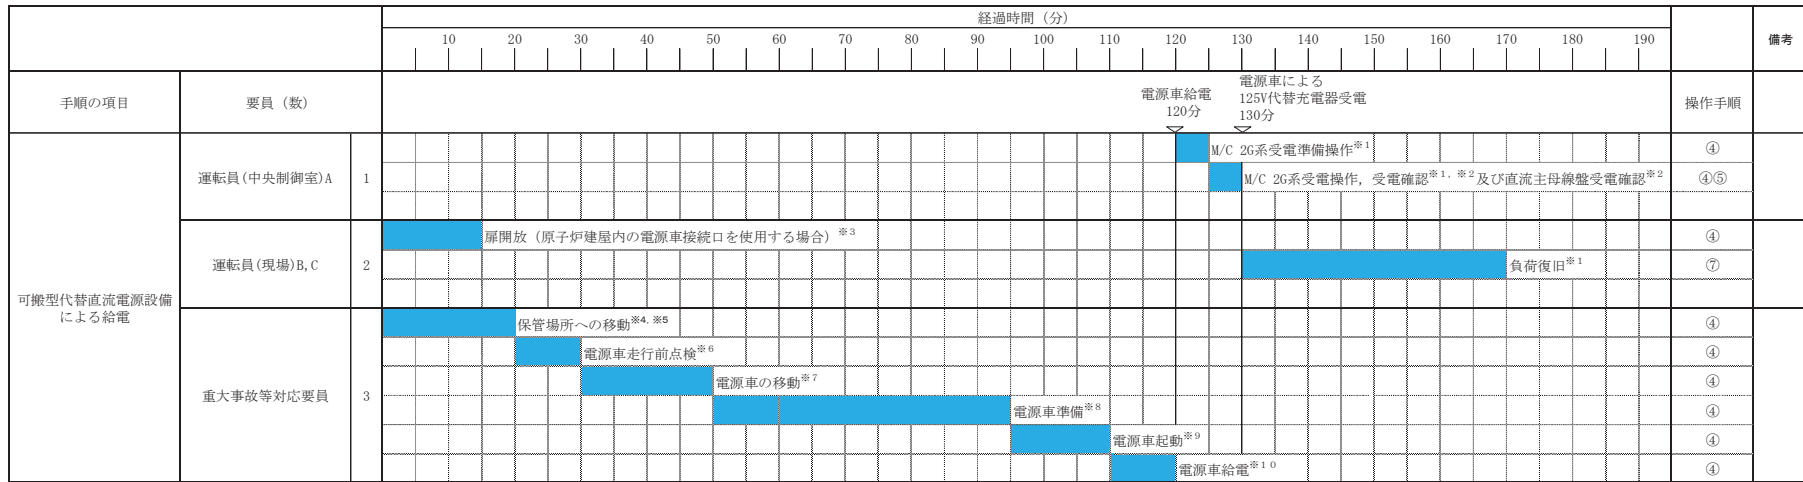 経過時間（分）
備考
10 20 30 40 50 60 70 80 90 100 110 120 130 140 150 160 170 180 190
手順の項目
要員（数）
電源車給電
120分
電源車による
125V代替充電器受電
130分
操作手順
可搬型代替直流電源設備
による給電
運転員(中央制御室)A
1
M/C 2G系受電準備操作※1
④
M/C 2G系受電操作，受電確認※1，※2及び直流主母線盤受電確認※2
④⑤
運転員(現場)B,C
2
扉開放（原子炉建屋内の電源車接続口を使用する場合）※3
④
負荷復旧※1
⑦
重大事故等対応要員
3
保管場所への移動※4，※5
④
電源車走行前点検※6
④
電源車の移動※7
④
電源車準備※8
④
電源車起動※9
④
電源車給電※10
④